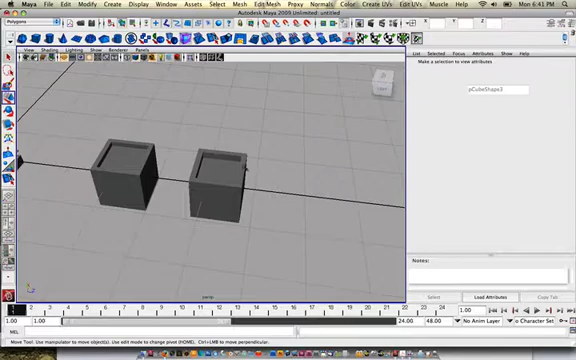 Maya File Edit Modify Create Display Window Assets Select Mesh Edit Mesh Proxy Normals Color Create UVs Edit UVs Muscle Mon 6:41 PM
Autodesk Maya 2009 Unlimited: untitled
Polygons
View Shading Lighting Show Renderer Panels
List Selected Focus Attributes Show Help
Make a selection to view attributes
pCubeShape3
persp
Notes:
Select Load Attributes Copy Tab
1.00
1.00 1.00 24.00 48.00 No Anim Layer o Character Set
MEL
Move Tool: Use manipulator to move object(s). Use edit mode to change pivot (HOME). Ctrl+LMB to move perpendicular.